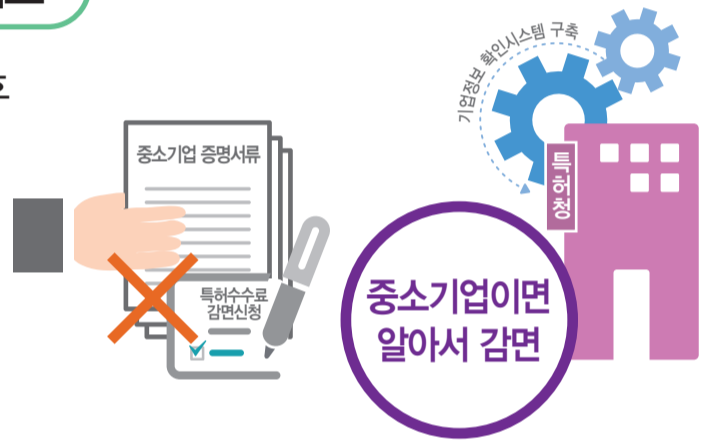 기업정보 확인시스템 구축
중소기업 증명서류
특허청
특허수수료
감면신청
중소기업이면
알아서 감면